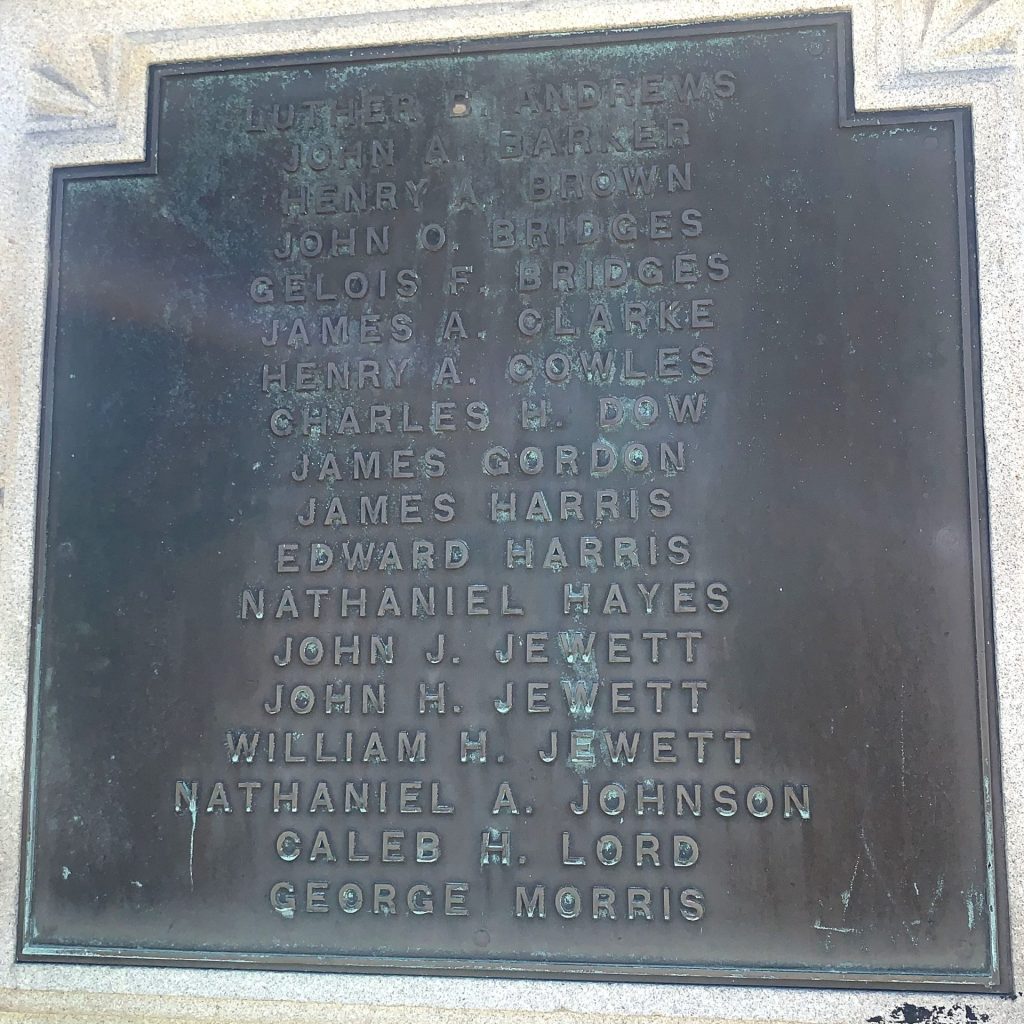 LUTHER ANDREWS
JOHN A. BARKER
HENRY A. BROWN
JOHN O. BRIDGES
GELOIS F. BRIDGES
JAMES A. CLARKE
HENRY A. COWLES
CHARLES H. DOW
JAMES GORDON
JAMES HARRIS
EDWARD HARRIS
NATHANIEL HAYES
JOHN J. JEWETT
JOHN H. JEWETT
WILLIAM H. JEWETT
NATHANIEL A. JOHNSON
CALEB H. LORD
GEORGE MORRIS